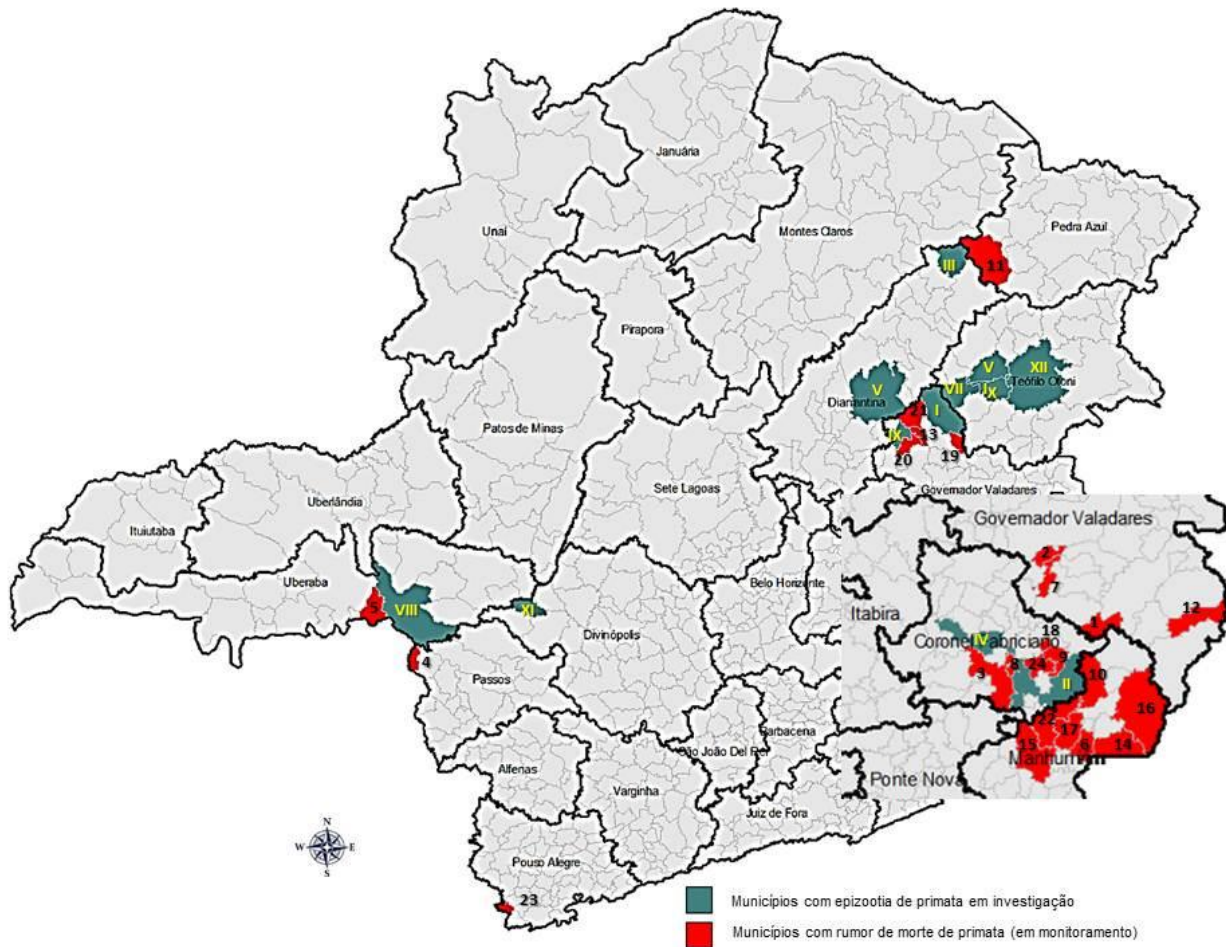 Januária
Unaí
Montes Claros
Pedra Azul
III
11
Pirapora
V
XII
VII
IX
Teófilo Otoni
V
Diamantina
I
21
IX
13
20
19
Patos de Minas
Sete Lagoas
Governador Valadares
Uberlândia
Ituiutaba
Uberaba
5
VIII
XI
4
Belo Horizonte
Divinópolis
Passos
Governador Valadares
2
7
12
Itabira
1
IV
18
Coronel Fabriciano
3
8
24
9
II
10
16
22
17
15
6
14
Ponte Nova
Barbacena
São João Del Rei
Alfenas
Varginha
Juiz de Fora
N
W
E
S
Pouso Alegre
23
Municípios com epizootia de primata em investigação
Municípios com rumor de morte de primata (em monitoramento)